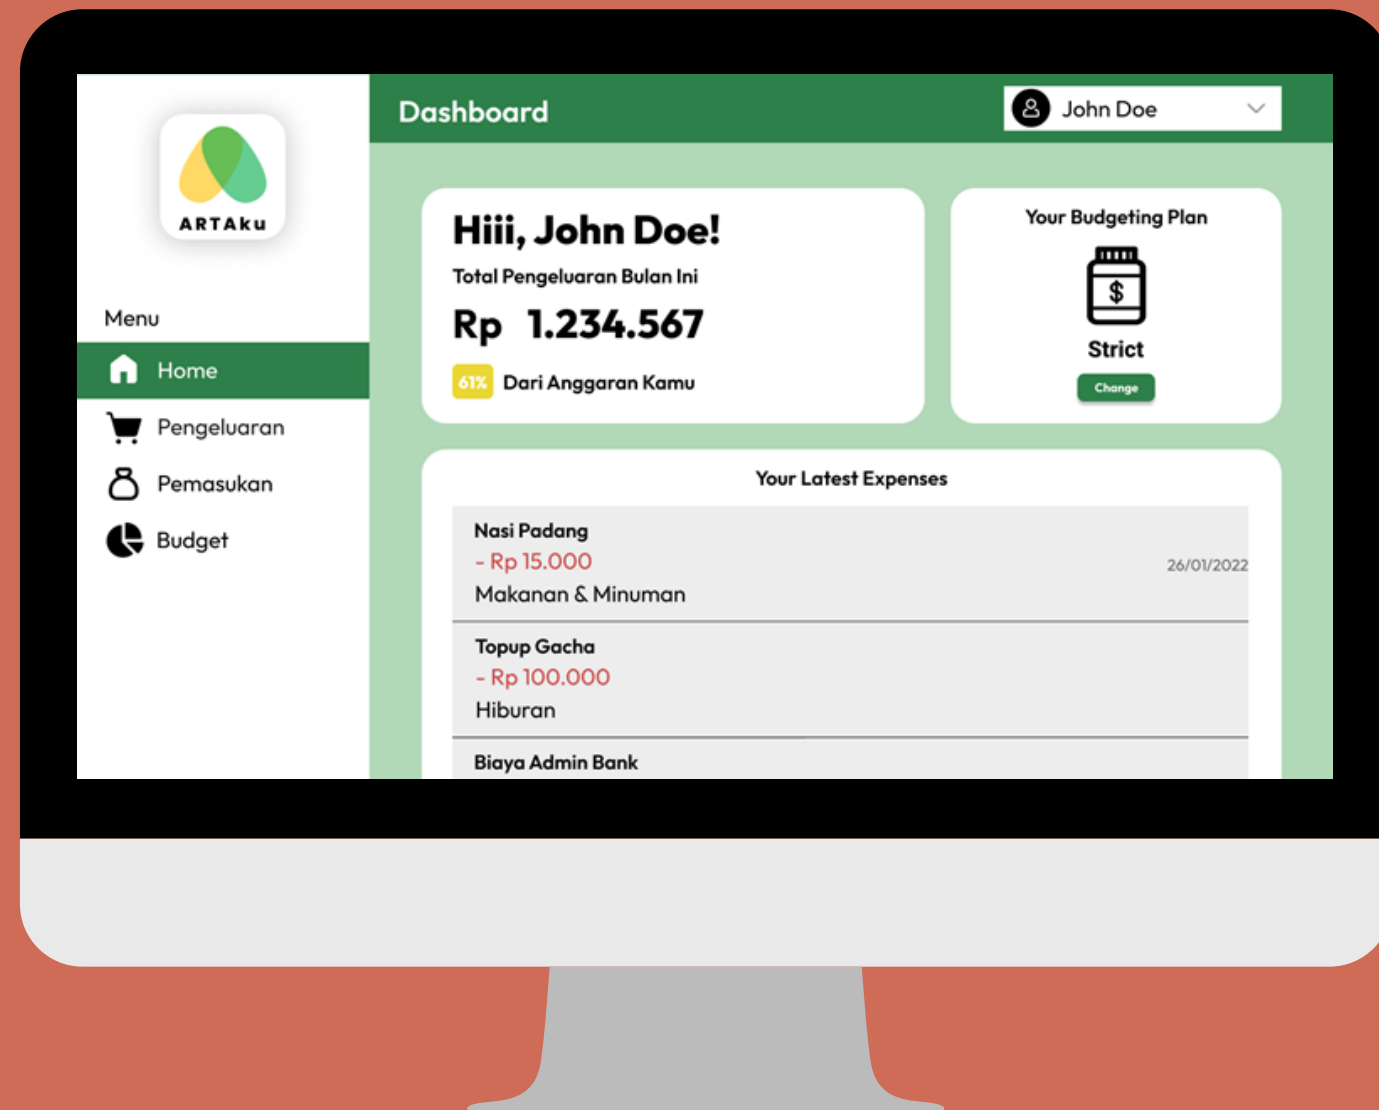 ARTAku
Menu
Home
Pengeluaran
Pemasukan
Budget
Dashboard
John Doe
Hiii, John Doe!
Total Pengeluaran Bulan Ini
Rp 1.234.567
61% Dari Anggaran Kamu
Your Budgeting Plan
$
Strict
Change
Your Latest Expenses
Nasi Padang
- Rp 15.000
26/01/2022
Makanan & Minuman
Topup Gacha
- Rp 100.000
Hiburan
Biaya Admin Bank